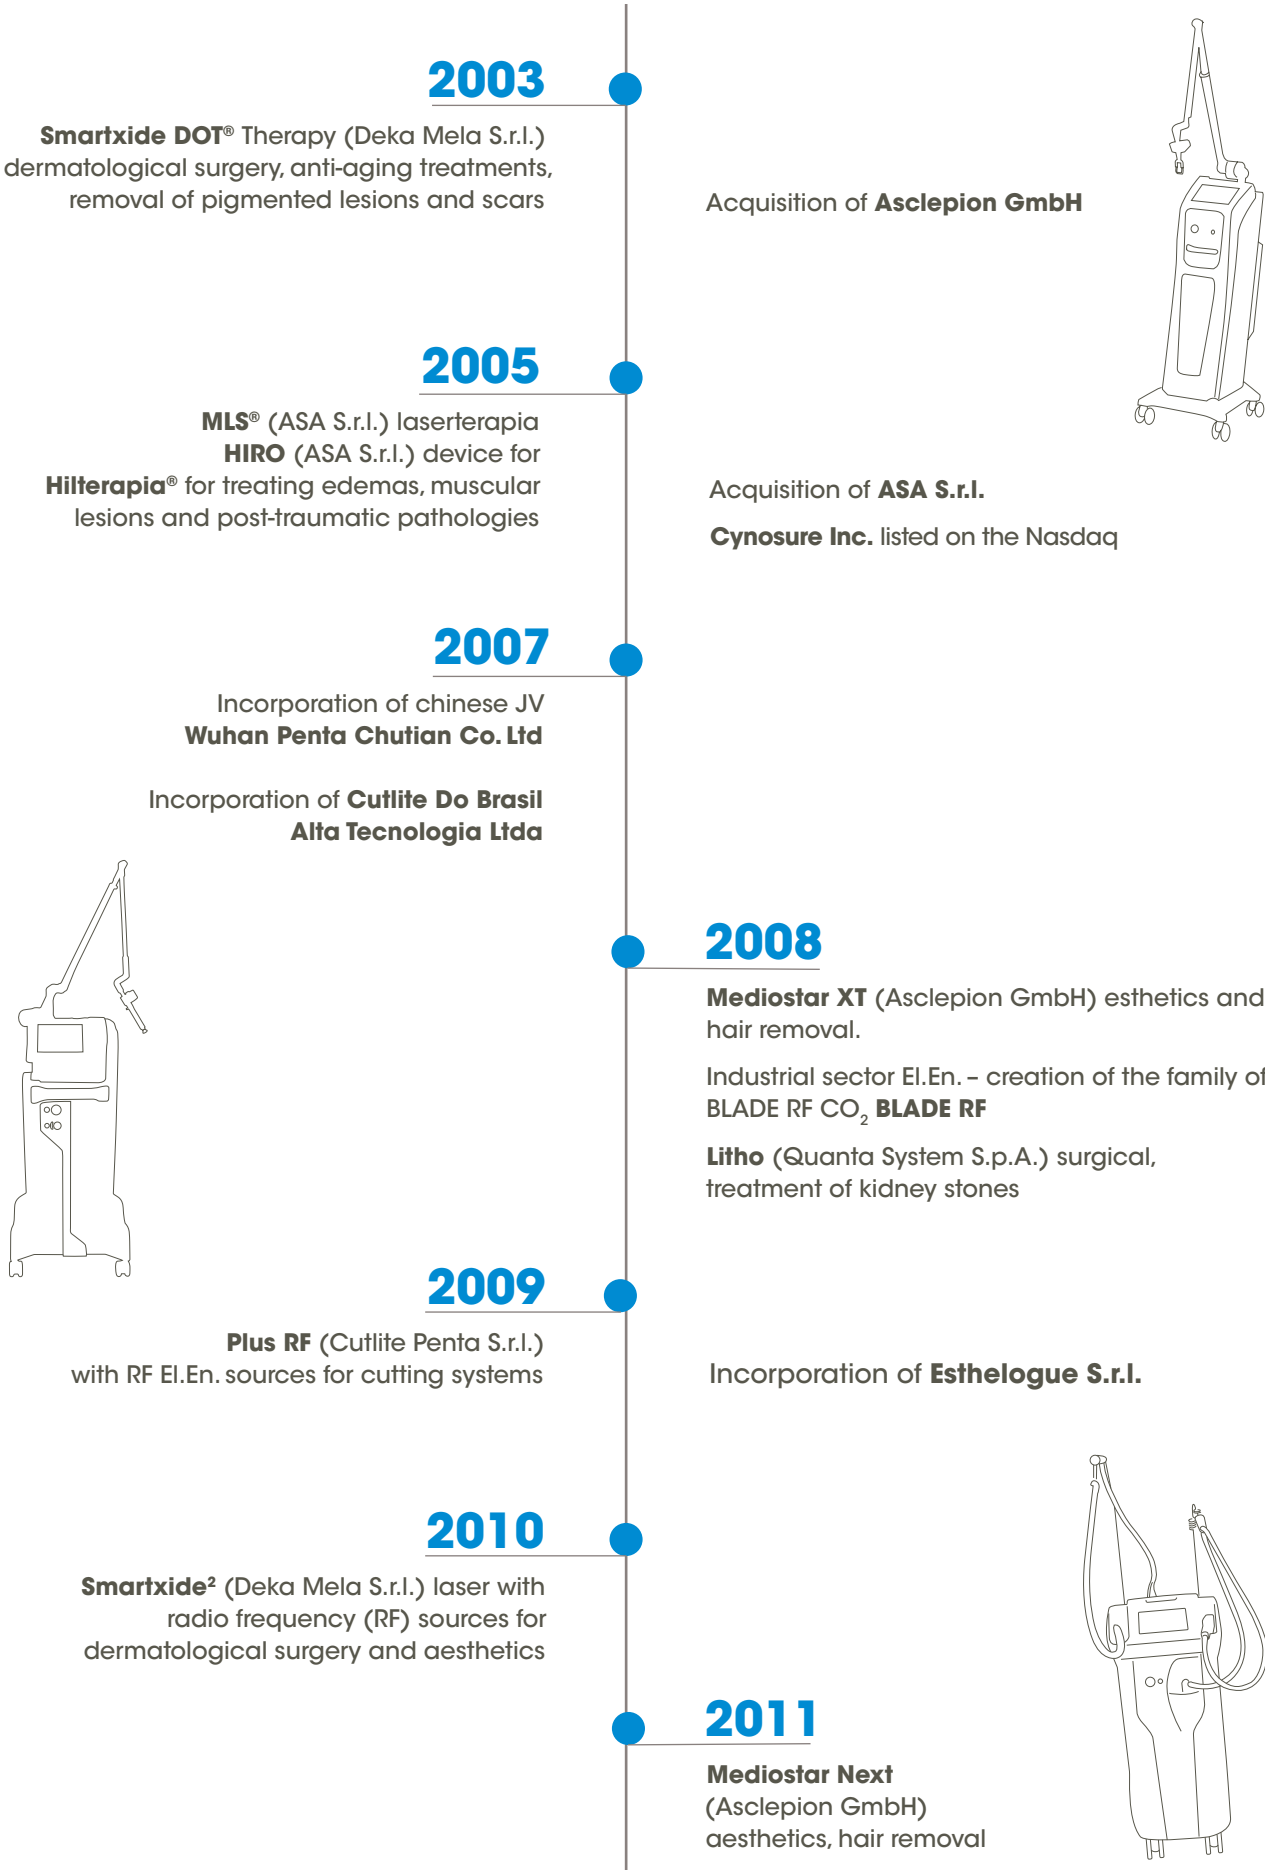 2003
Smartxide DOT® Therapy (Deka Mela S.r.l.)
dermatological surgery, anti-aging treatments,
removal of pigmented lesions and scars
Acquisition of Asclepion GmbH
2005
MLS® (ASA S.r.l.) laserterapia
HIRO (ASA S.r.l.) device for
Hilterapia® for treating edemas, muscular
lesions and post-traumatic pathologies
Acquisition of ASA S.r.l.
Cynosure Inc. listed on the Nasdaq
2007
Incorporation of chinese JV
Wuhan Penta Chutian Co. Ltd
Incorporation of Cutlite Do Brasil
Alta Tecnologia Ltda
2008
Mediostar XT (Asclepion GmbH) esthetics and
hair removal.
Industrial sector El.En. – creation of the family of
BLADE RF CO₂ BLADE RF
Litho (Quanta System S.p.A.) surgical,
treatment of kidney stones
2009
Plus RF (Cutlite Penta S.r.l.)
with RF El.En. sources for cutting systems
Incorporation of Esthelogue S.r.l.
2010
Smartxide² (Deka Mela S.r.l.) laser with
radio frequency (RF) sources for
dermatological surgery and aesthetics
2011
Mediostar Next
(Asclepion GmbH)
aesthetics, hair removal